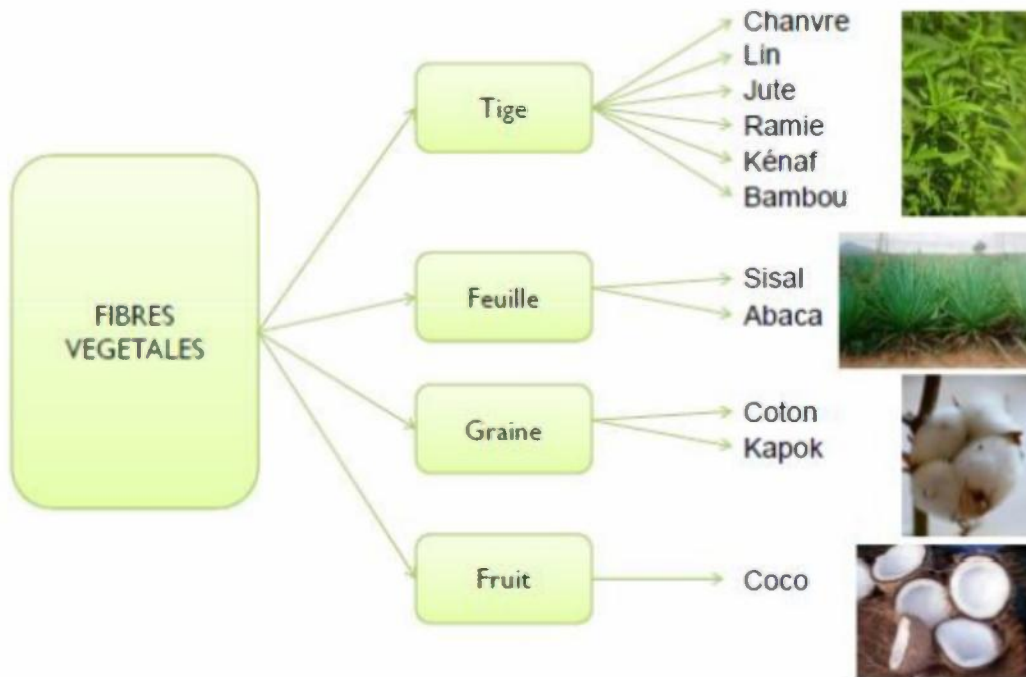 FIBRES
VEGETALES
Tige
Chanvre
Lin
Jute
Ramie
Kénaf
Bambou
Feuille
Sisal
Abaca
Graine
Coton
Kapok
Fruit
Coco